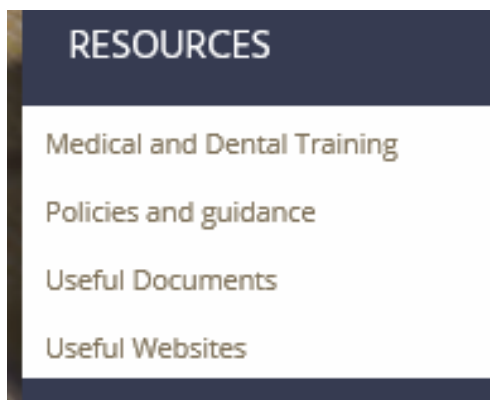 RESOURCES
Medical and Dental Training
Policies and guidance
Useful Documents
Useful Websites